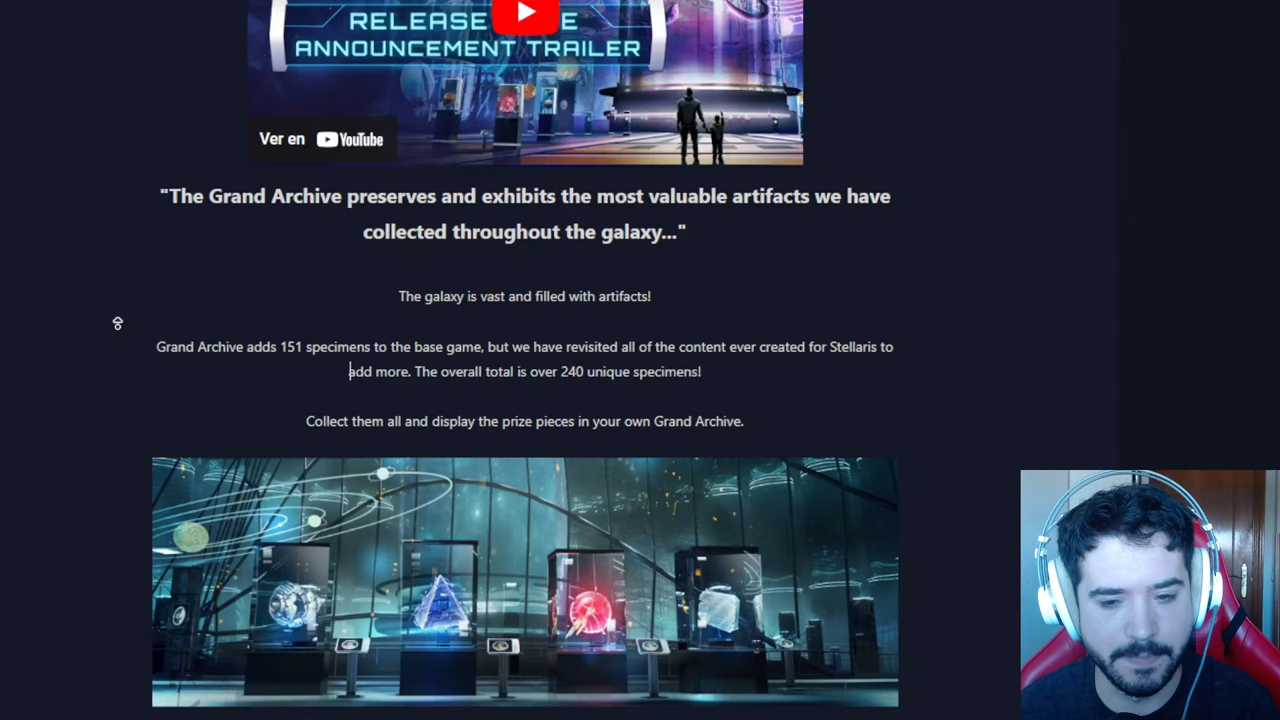 RELEASE E
ANNOUNCEMENT TRAILER
Ver en YouTube
"The Grand Archive preserves and exhibits the most valuable artifacts we have
collected throughout the galaxy..."
The galaxy is vast and filled with artifacts!
Grand Archive adds 151 specimens to the base game, but we have revisited all of the content ever created for Stellaris to
add more. The overall total is over 240 unique specimens!
Collect them all and display the prize pieces in your own Grand Archive.